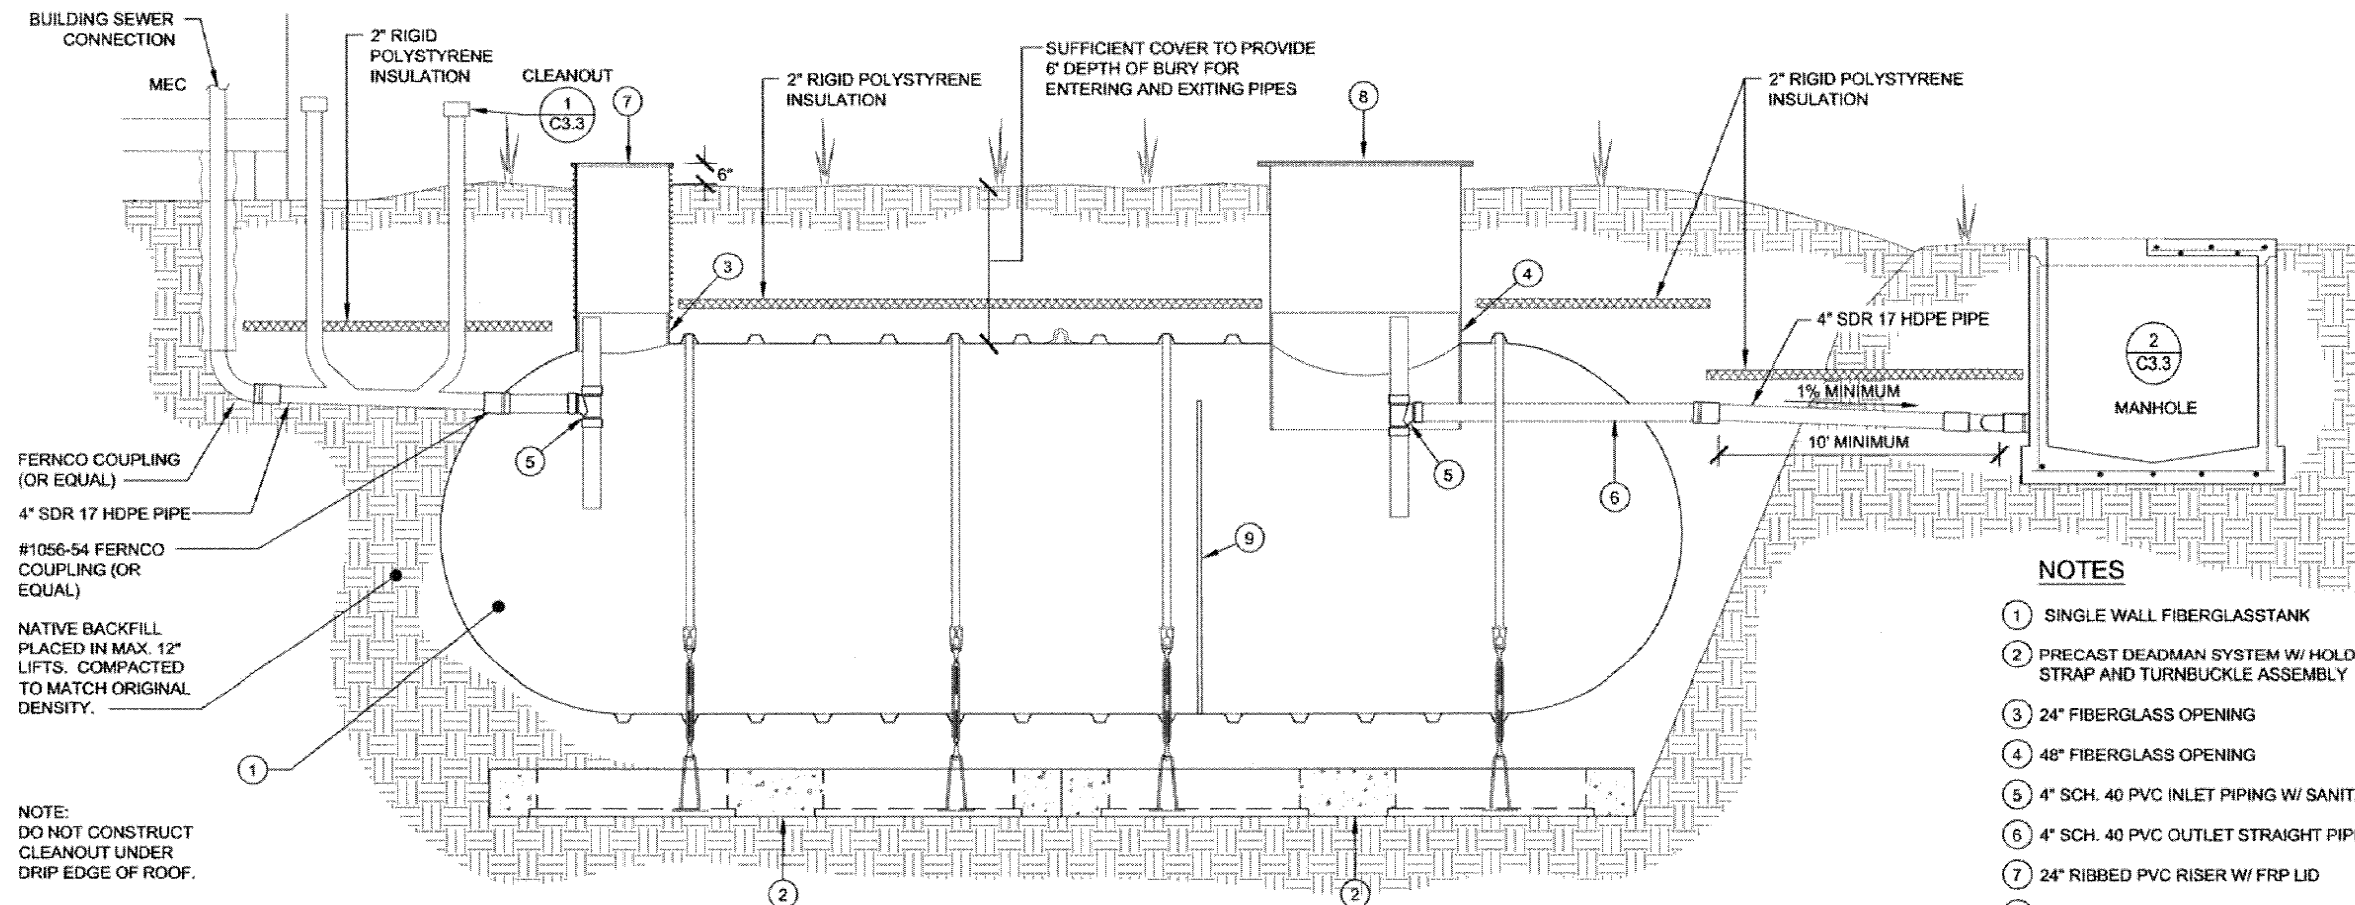 BUILDING SEWER
CONNECTION
MEC
2" RIGID
POLYSTYRENE
INSULATION
CLEANOUT
1
C3.3
7
2" RIGID POLYSTYRENE
INSULATION
SUFFICIENT COVER TO PROVIDE
6' DEPTH OF BURY FOR
ENTERING AND EXITING PIPES
8
2" RIGID POLYSTYRENE
INSULATION
6"
3
4
4" SDR 17 HDPE PIPE
2
C3.3
MANHOLE
1% MINIMUM
10' MINIMUM
5
5
6
9
FERNCO COUPLING
(OR EQUAL)
4" SDR 17 HDPE PIPE
#1056-54 FERNCO
COUPLING (OR
EQUAL)
NATIVE BACKFILL
PLACED IN MAX. 12"
LIFTS. COMPACTED
TO MATCH ORIGINAL
DENSITY.
1
NOTE:
DO NOT CONSTRUCT
CLEANOUT UNDER
DRIP EDGE OF ROOF.
2
2
NOTES
1 SINGLE WALL FIBERGLASSTANK
2 PRECAST DEADMAN SYSTEM W/ HOLD
STRAP AND TURNBUCKLE ASSEMBLY
3 24" FIBERGLASS OPENING
4 48" FIBERGLASS OPENING
5 4" SCH. 40 PVC INLET PIPING W/ SANIT
6 4" SCH. 40 PVC OUTLET STRAIGHT PIP
7 24" RIBBED PVC RISER W/ FRP LID